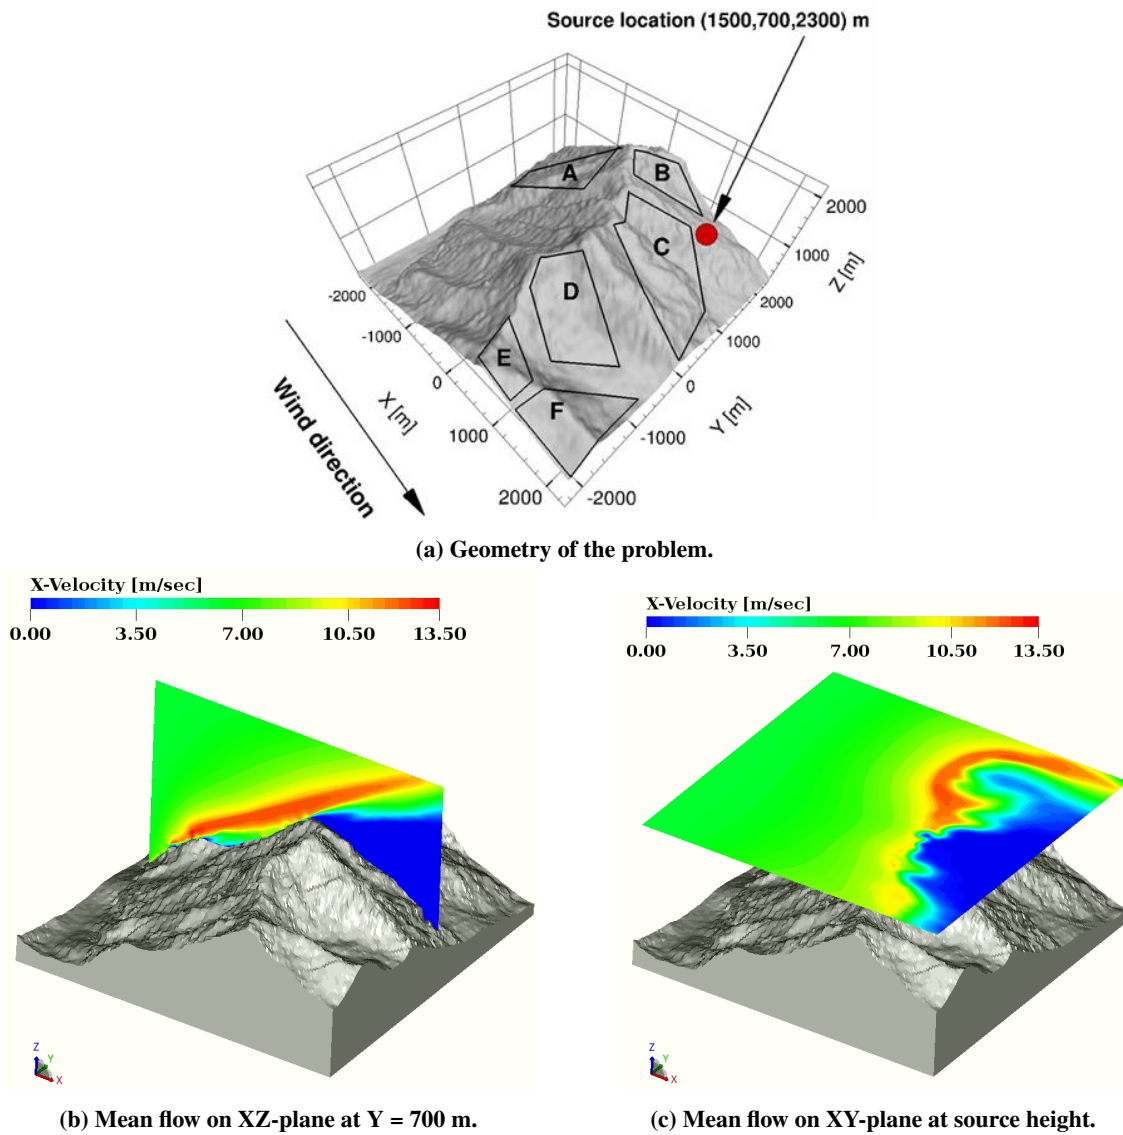 Source location (1500,700,2300) m
A
B
C
D
E
F
2000
1000
Z [m]
-2000
-1000
0
1000
2000
X [m]
2000
1000
0
-1000
-2000
Y [m]
Wind direction
(a) Geometry of the problem.
X-Velocity [m/sec]
0.00 3.50 7.00 10.50 13.50
Z
Y
X
(b) Mean flow on XZ-plane at Y = 700 m.
X-Velocity [m/sec]
0.00 3.50 7.00 10.50 13.50
Z
Y
X
(c) Mean flow on XY-plane at source height.